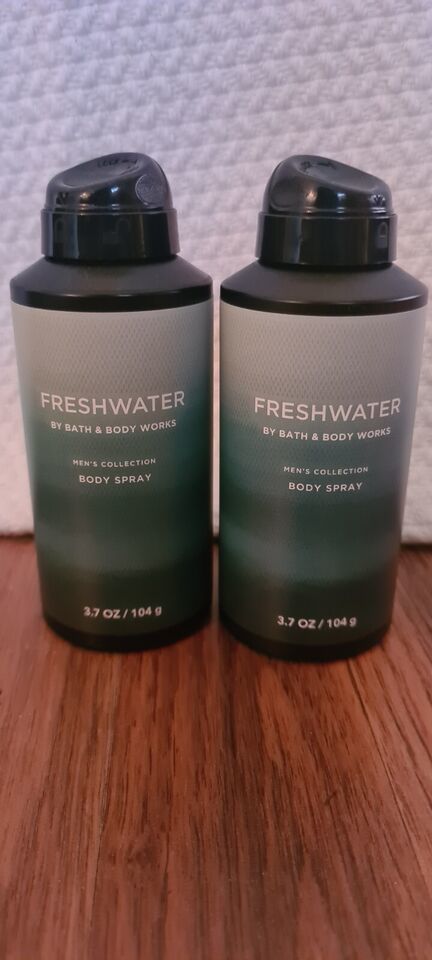 FRESHWATER
BY BATH & BODY WORKS
MEN'S COLLECTION
BODY SPRAY
3.7 OZ / 104 g
FRESHWATER
BY BATH & BODY WORKS
MEN'S COLLECTION
BODY SPRAY
3.7 OZ / 104 g